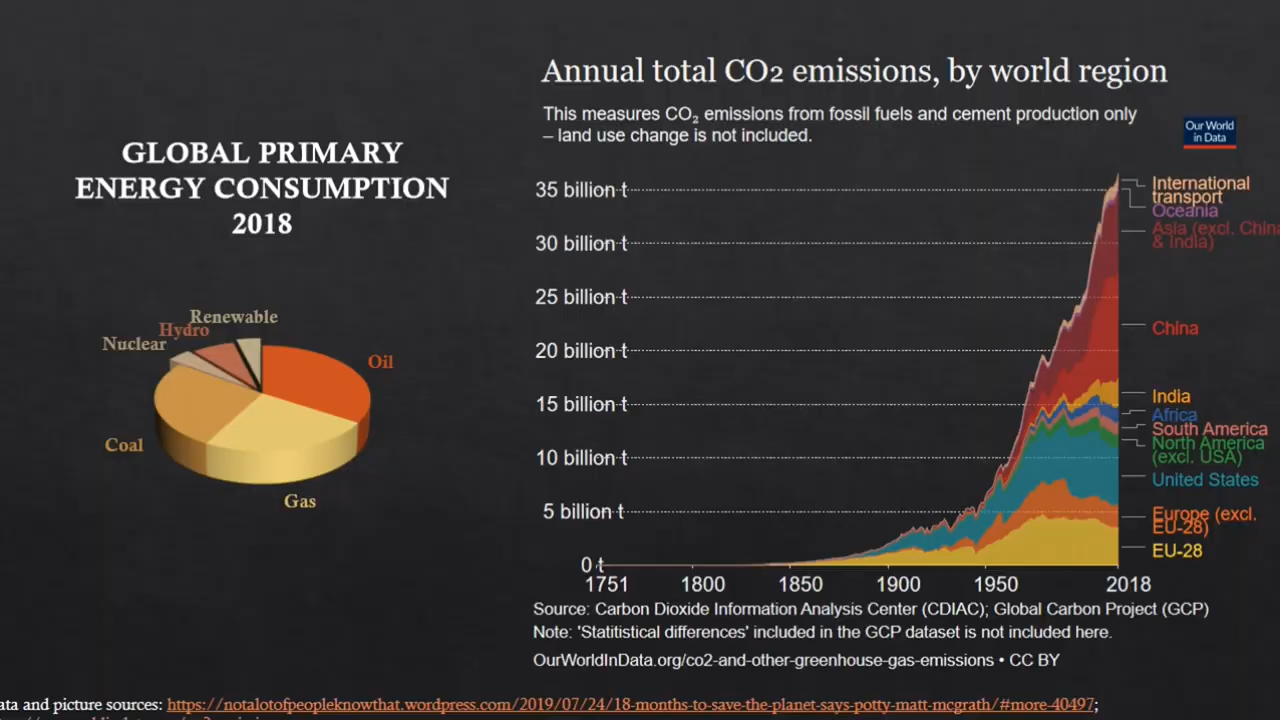 GLOBAL PRIMARY
ENERGY CONSUMPTION
2018
Renewable
Hydro
Nuclear
Oil
Coal
Gas
Annual total CO2 emissions, by world region
This measures CO₂ emissions from fossil fuels and cement production only
– land use change is not included.
Our World
in Data
35 billion t
30 billion t
25 billion t
20 billion t
15 billion t
10 billion t
5 billion t
0 t
1751
1800
1850
1900
1950
2018
International
transport
Oceania
Asia (excl. China
& India)
China
India
Africa
South America
North America
(excl. USA)
United States
Europe (excl.
EU-28)
EU-28
Source: Carbon Dioxide Information Analysis Center (CDIAC); Global Carbon Project (GCP)
Note: 'Statitistical differences' included in the GCP dataset is not included here.
OurWorldInData.org/co2-and-other-greenhouse-gas-emissions • CC BY
ata and picture sources: https://notalotofpeopleknowthat.wordpress.com/2019/07/24/18-months-to-save-the-planet-says-potty-matt-mcgrath/#more-40497;